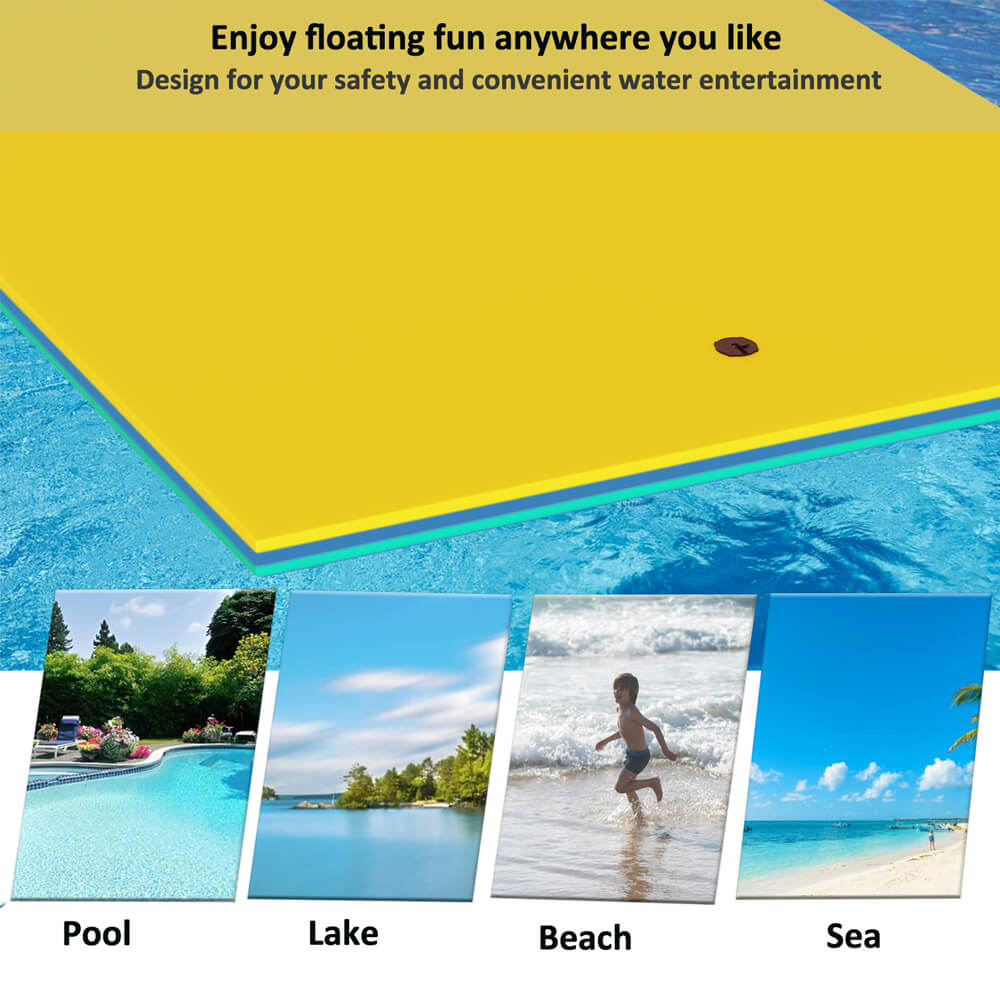 Enjoy floating fun anywhere you like
Design for your safety and convenient water entertainment
Pool
Lake
Beach
Sea